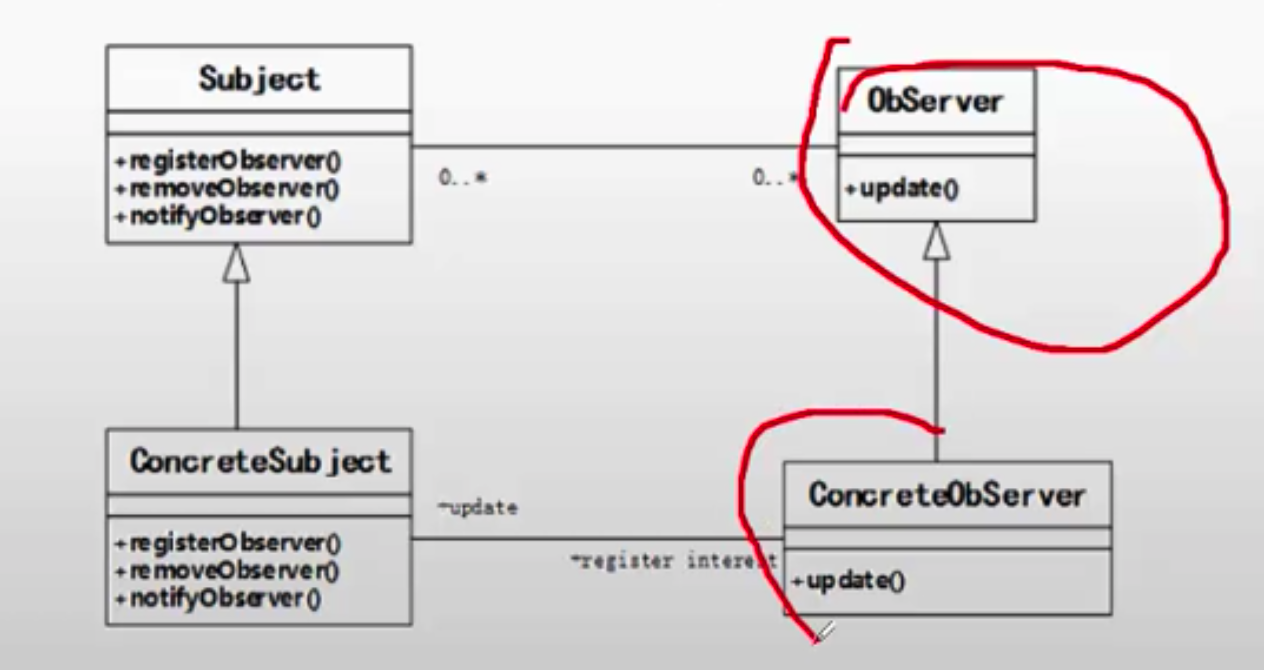 Subject
+registerObserver()
+removeObserver()
+notifyObserver()
ObServer
+update()
0..*
0..*
ConcreteSubject
+registerObserver()
+removeObserver()
+notifyObserver()
~update
~register interest
ConcreteObServer
+update()